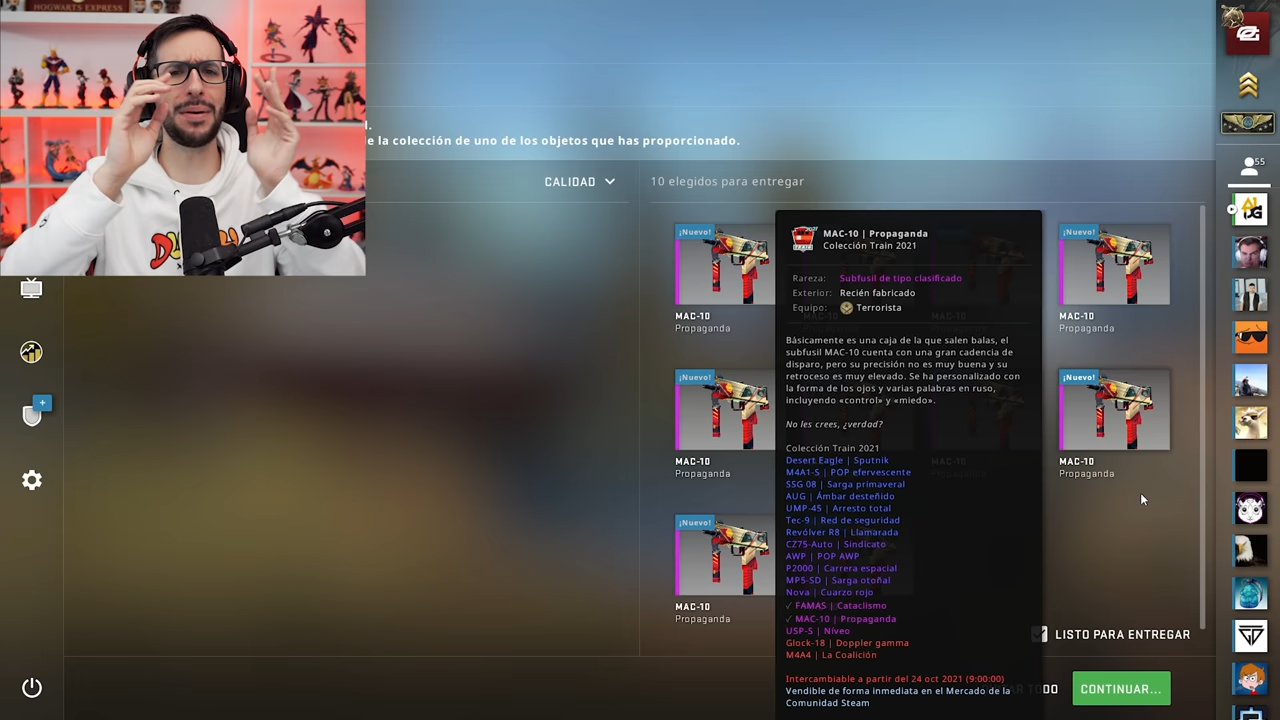 HOGWARTS EXPRESS
l.
e la colección de uno de los objetos que has proporcionado.
CALIDAD
10 elegidos para entregar
55
¡Nuevo!
MAC-10
Propaganda
¡Nuevo!
MAC-10
Propaganda
¡Nuevo!
MAC-10
Propaganda
¡Nuevo!
MAC-10
Propaganda
¡Nuevo!
MAC-10
Propaganda
MAC-10 | Propaganda
Colección Train 2021
Rareza: Subfusil de tipo clasificado
Exterior: Recién fabricado
Equipo: Terrorista
Básicamente es una caja de la que salen balas, el
subfusil MAC-10 cuenta con una gran cadencia de
disparo, pero su precisión no es muy buena y su
retroceso es muy elevado. Se ha personalizado con
la forma de los ojos y varias palabras en ruso,
incluyendo «control» y «miedo».
No les crees, ¿verdad?
Colección Train 2021
Desert Eagle | Sputnik
M4A1-S | POP efervescente
SSG 08 | Sarga primaveral
AUG | Ámbar desteñido
UMP-45 | Arresto total
Tec-9 | Red de seguridad
Revólver R8 | Llamarada
CZ75-Auto | Sindicato
AWP | POP AWP
P2000 | Carrera espacial
MP5-SD | Sarga otoñal
Nova | Cuarzo rojo
✓ FAMAS | Cataclismo
✓ MAC-10 | Propaganda
USP-S | Níveo
Glock-18 | Doppler gamma
M4A4 | La Coalición
Intercambiable a partir del 24 oct 2021 (9:00:00)
Vendible de forma inmediata en el Mercado de la
Comunidad Steam
LISTO PARA ENTREGAR
AR TODO
CONTINUAR...